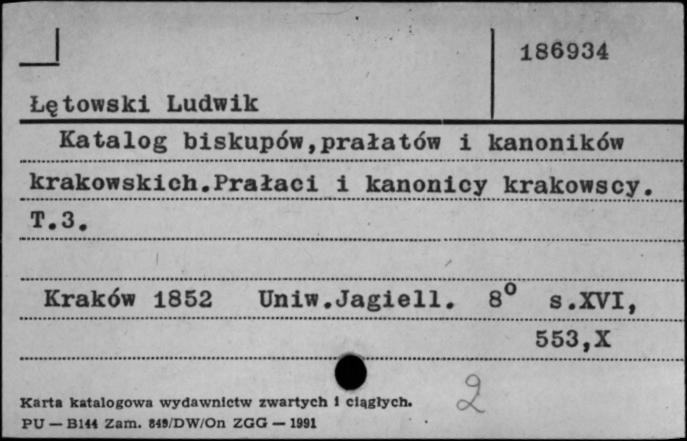 186934
Łętowski Ludwik
Katalog biskupów,prałatów i kanoników
krakowskich.Prałaci i kanonicy krakowscy.
T.3.
Kraków 1852 Uniw.Jagiell. 8° s.XVI,
553,X
2
Karta katalogowa wydawnictw zwartych i ciągłych.
PU — B144 Zam. 849/DW/On ZGG — 1991